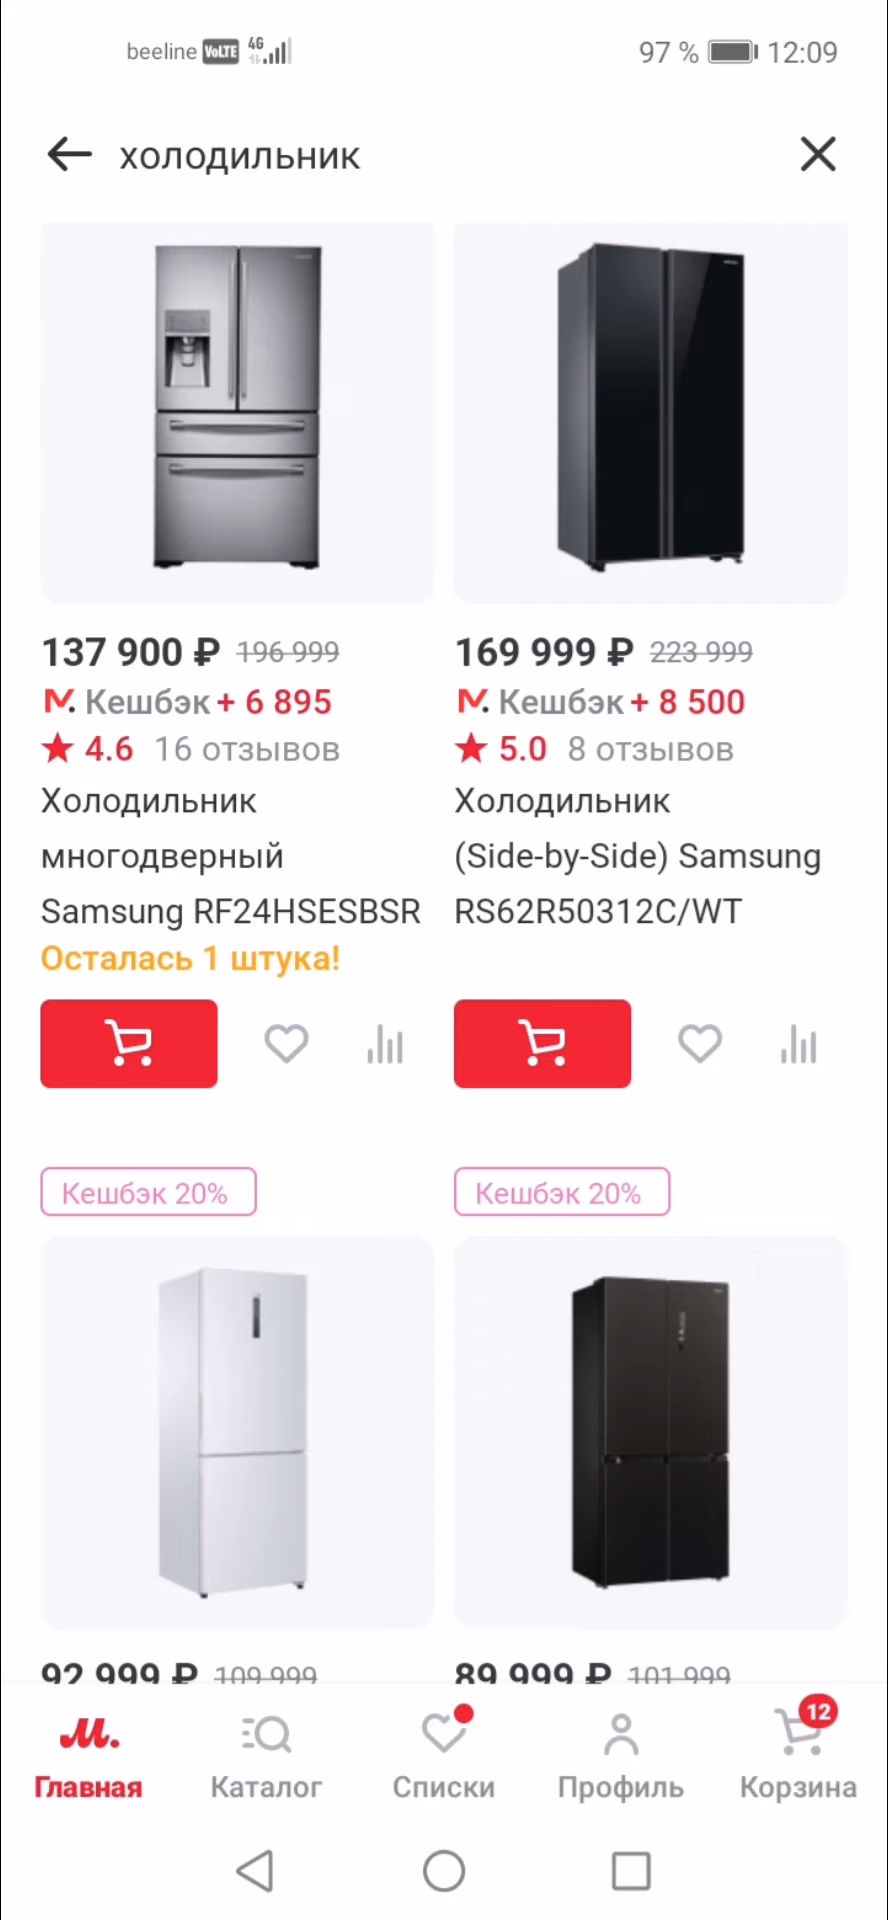 beeline VoLTE 4G 97 % 12:09
холодильник
137 900 ₽ 196 999
М. Кешбэк + 6 895
4.6 16 отзывов
Холодильник
многодверный
Samsung RF24HSESBSR
Осталась 1 штука!
169 999 ₽ 223 999
М. Кешбэк + 8 500
5.0 8 отзывов
Холодильник
(Side-by-Side) Samsung
RS62R50312C/WT
Кешбэк 20%
Кешбэк 20%
92 999 ₽ 109 999
89 999 ₽ 101 999
м.
12
Главная Каталог Списки Профиль Корзина